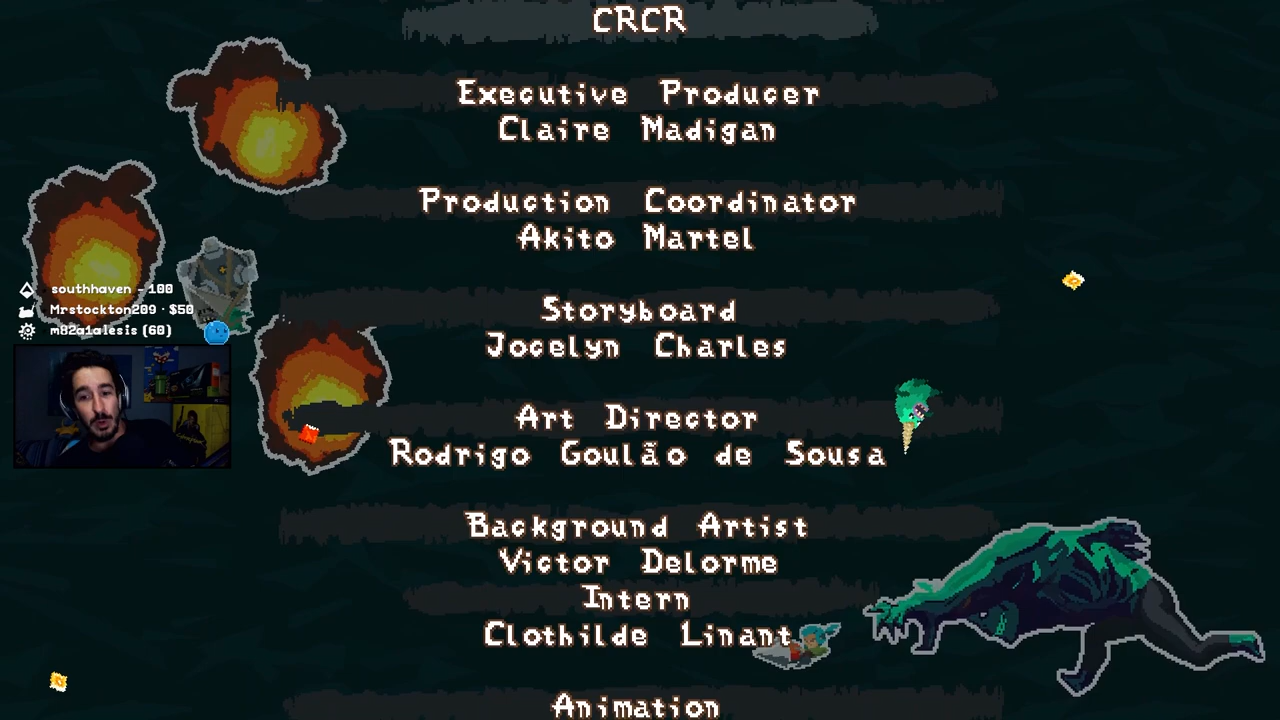 CRCR
Executive Producer
Claire Madigan
Production Coordinator
Akito Martel
southhaven - 100
Mrstockton209 · $50
m82a1alesis (60)
Storyboard
Jocelyn Charles
Art Director
Rodrigo Goulão de Sousa
Background Artist
Victor Delorme
Intern
Clothilde Linant
Animation